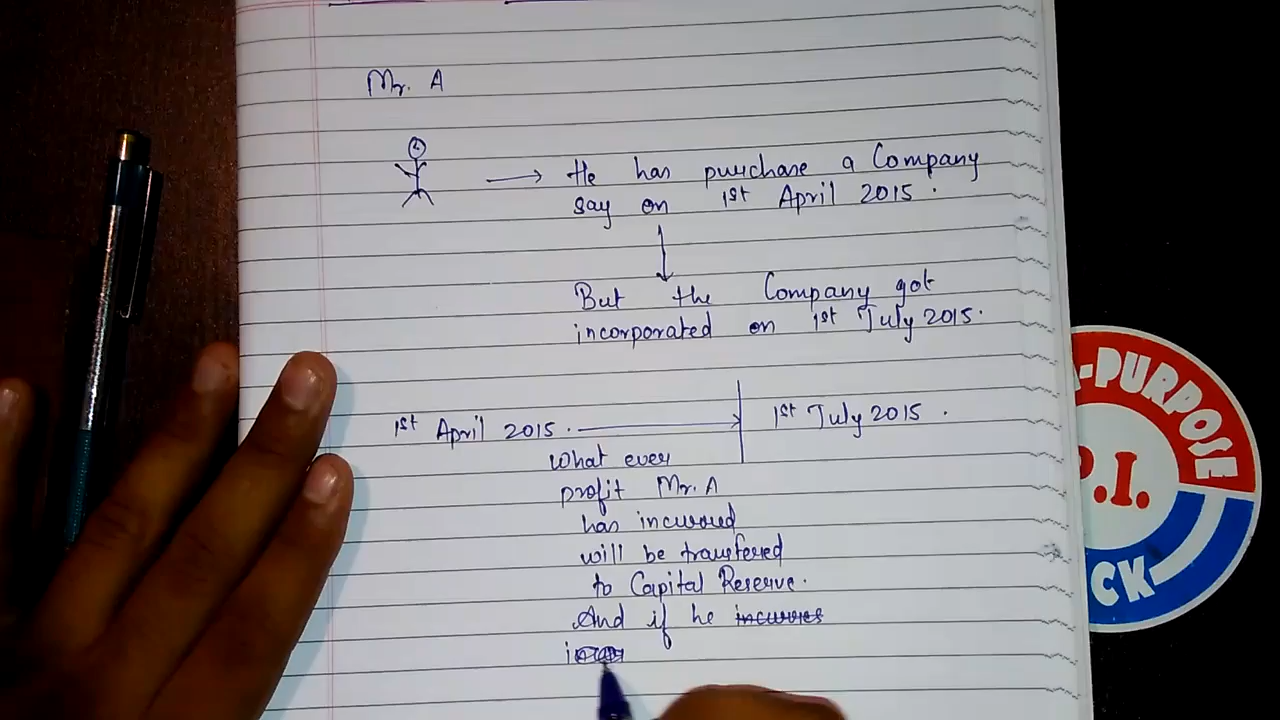 Mr. A
He has purchase a Company
say on 1st April 2015.
But the Company got
incorporated on 1st July 2015.
1st April 2015.
1st July 2015.
What ever
profit Mr. A
has incurred
will be transfered
to Capital Reserve.
And if he incurres
-PURPOSE
P.I.
CK